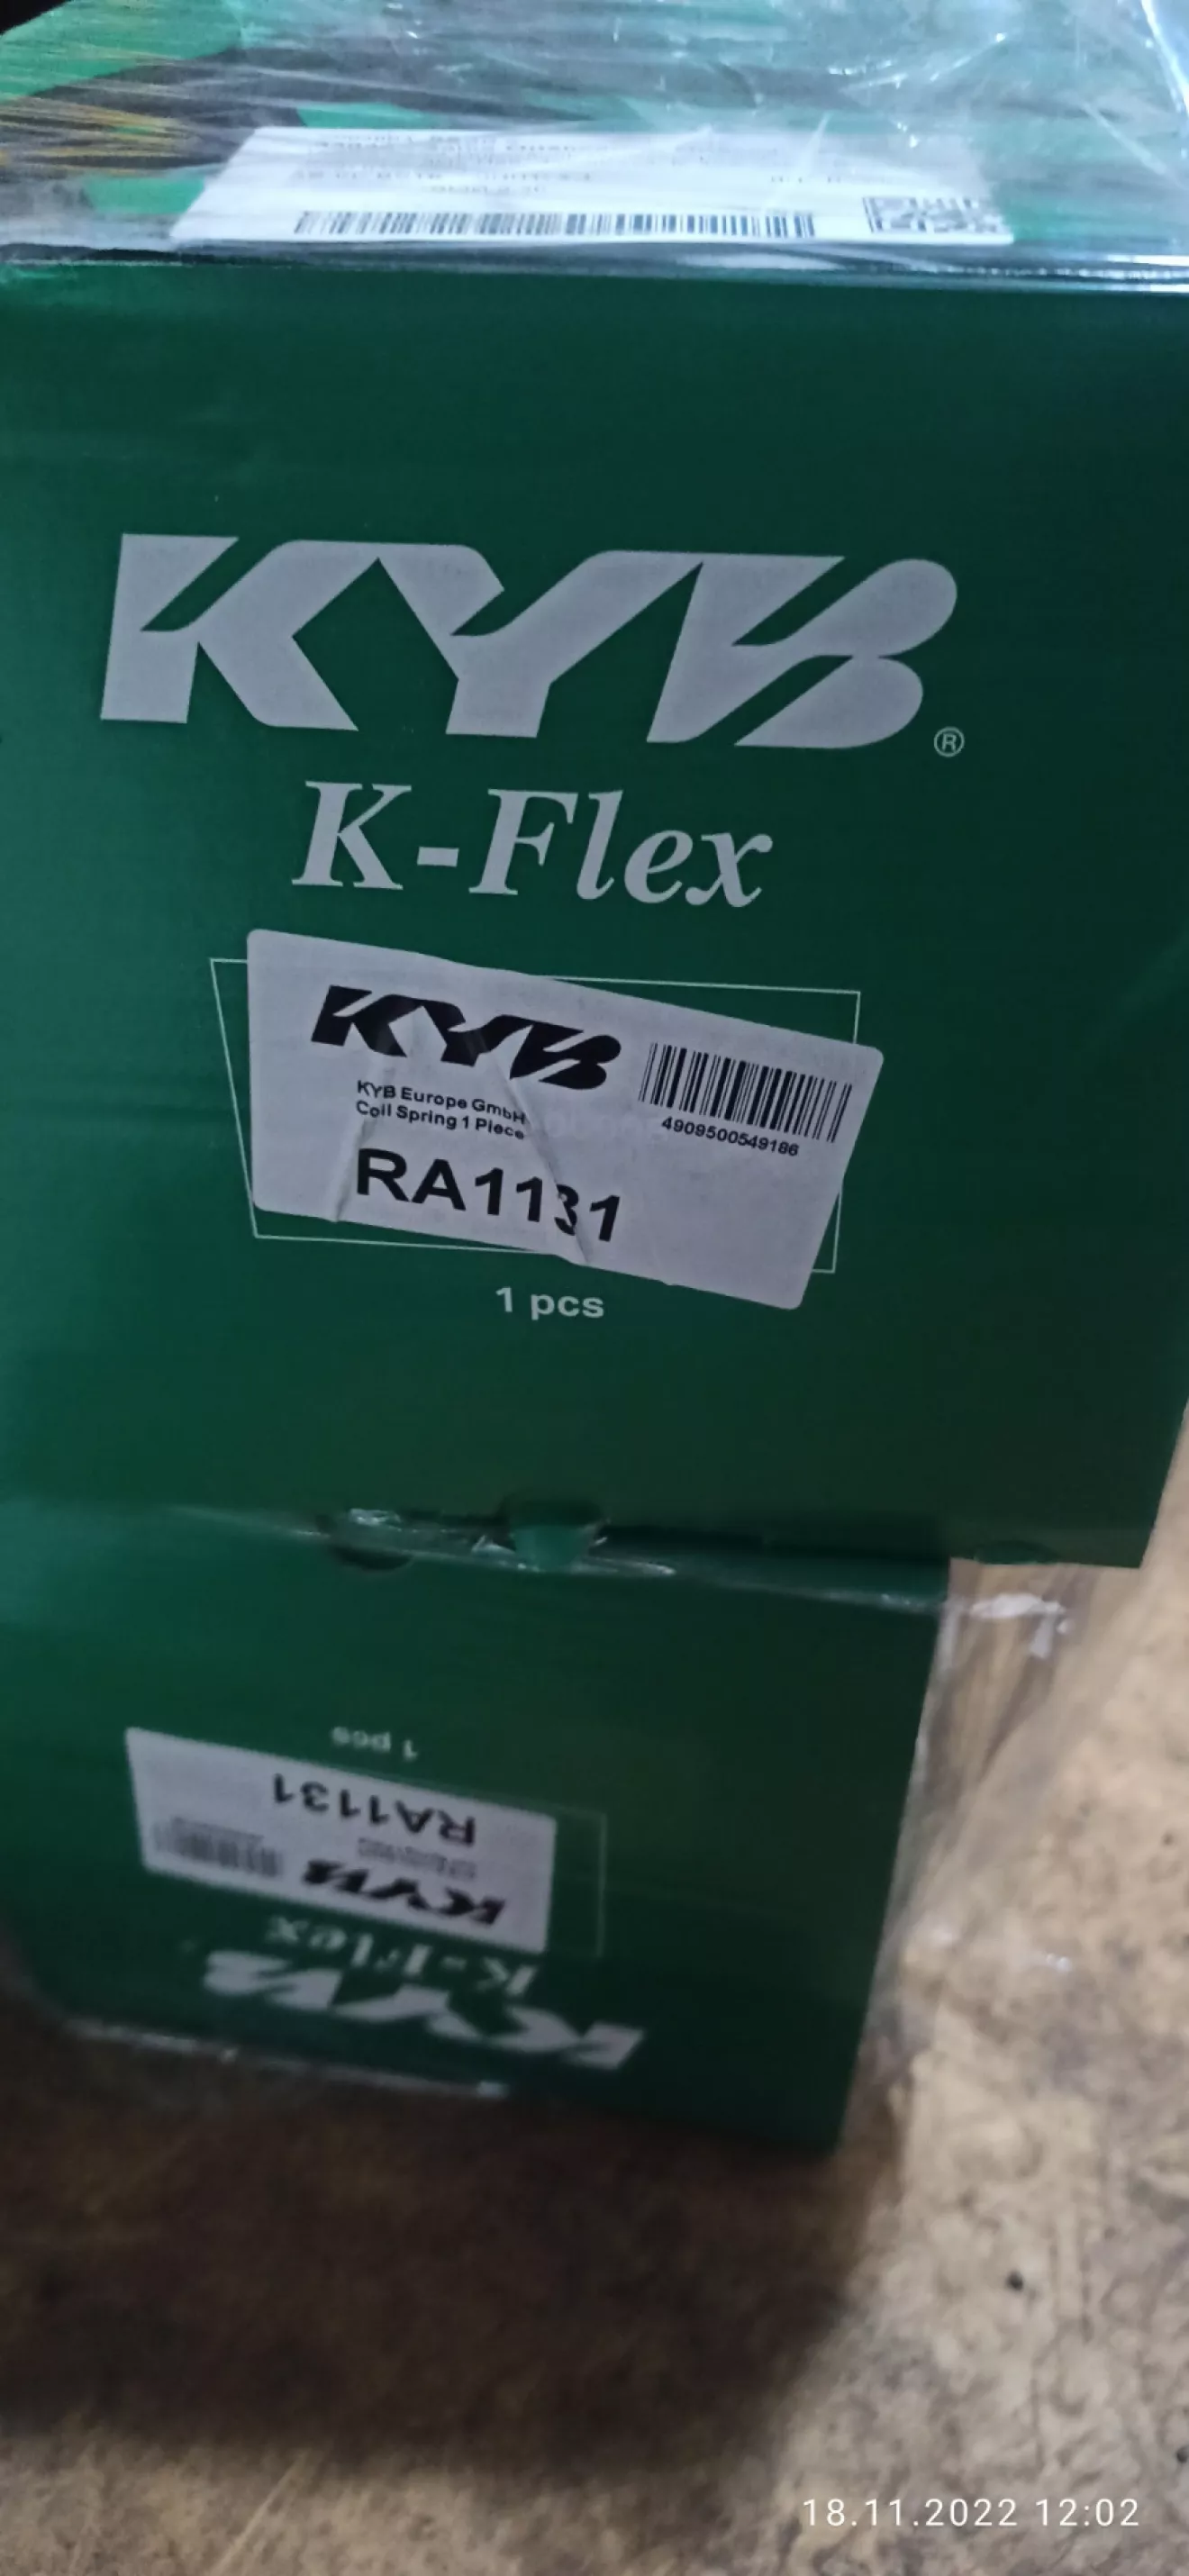 KYB®
K-Flex
KYB
KYB Europe GmbH
Coil Spring 1 Piece
4909500549186
RA1131
1 pcs
1 pcs
RA1131
KYB
K-Flex
KYB
18.11.2022 12:02